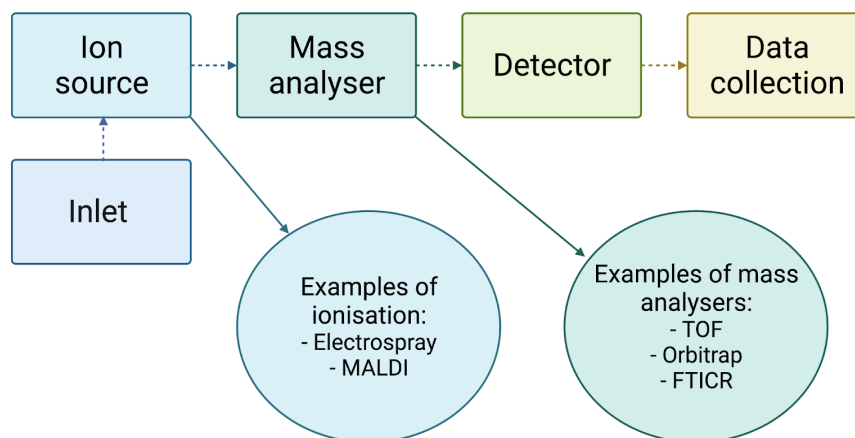 Ion
source
Mass
analyser
Detector
Data
collection
Inlet
Examples of
ionisation:
- Electrospray
- MALDI
Examples of mass
analysers:
- TOF
- Orbitrap
- FTICR